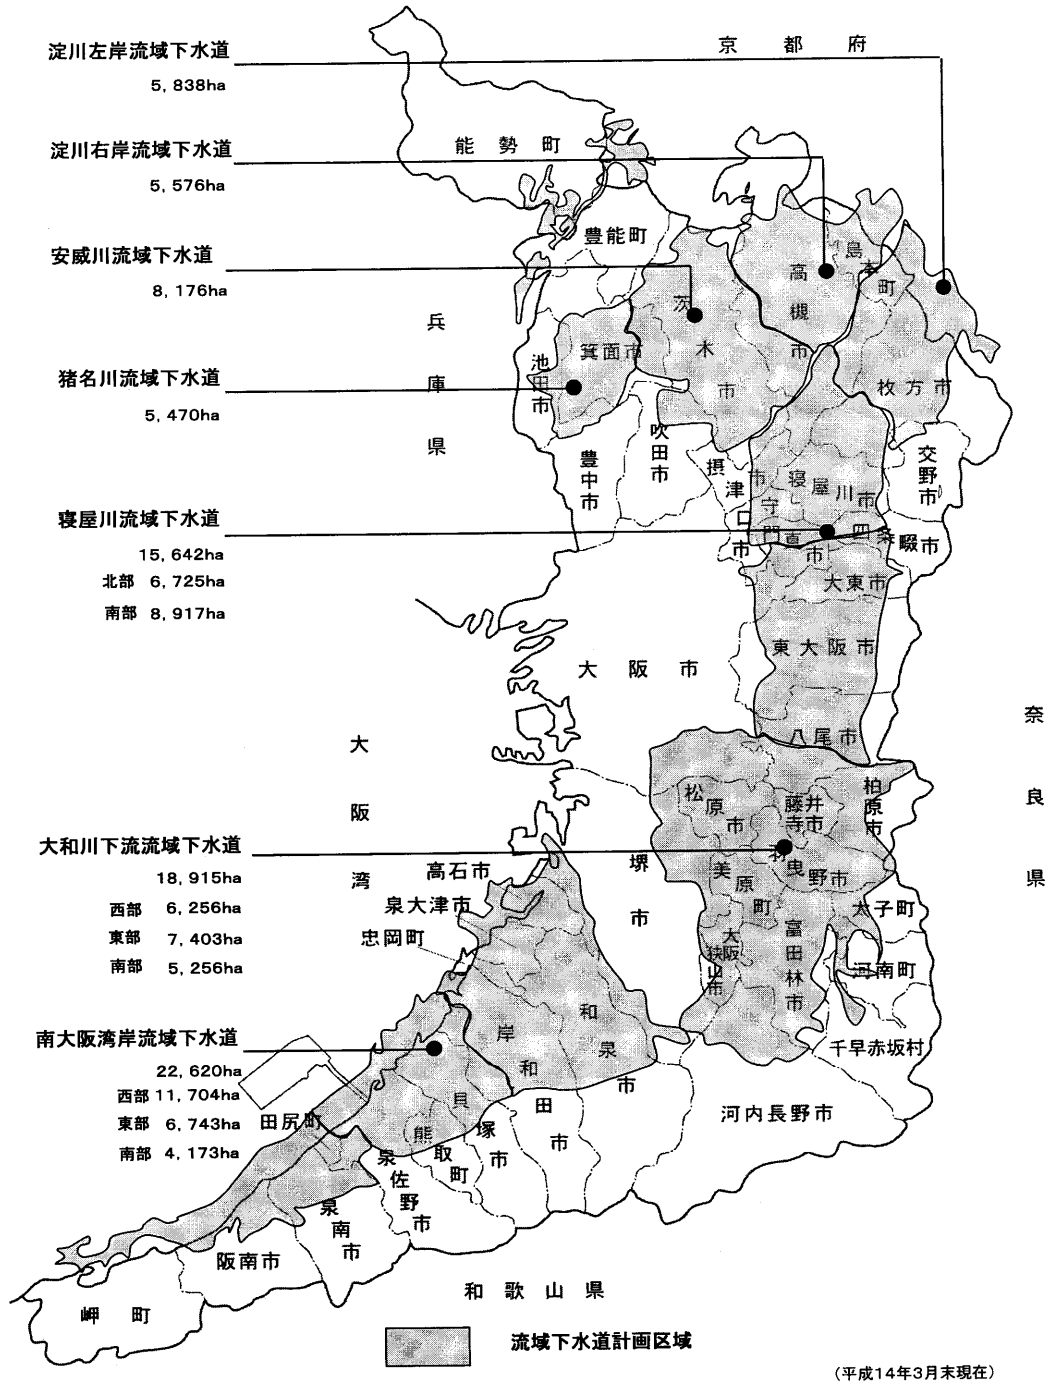 淀川左岸流域下水道
5,838ha
淀川右岸流域下水道
5,576ha
安威川流域下水道
8,176ha
猪名川流域下水道
5,470ha
寝屋川流域下水道
15,642ha
北部 6,725ha
南部 8,917ha
大和川下流流域下水道
18,915ha
西部 6,256ha
東部 7,403ha
南部 5,256ha
南大阪湾岸流域下水道
22,620ha
西部 11,704ha
東部 6,743ha
南部 4,173ha
京都府
兵庫県
大阪湾
奈良県
和歌山県
能勢町
豊能町
島本町
高槻市
茨木市
箕面市
池田市
枚方市
吹田市
豊中市
摂津市
交野市
寝屋川市
守口市
門真市
四条畷市
大東市
大阪市
東大阪市
八尾市
松原市
藤井寺市
柏原市
羽曳野市
堺市
美原町
高石市
泉大津市
忠岡町
太子町
大阪狭山市
富田林市
河南町
千早赤坂村
河内長野市
和泉市
岸和田市
貝塚市
熊取町
田尻町
泉佐野市
泉南市
阪南市
岬町
流域下水道計画区域
(平成14年3月末現在)